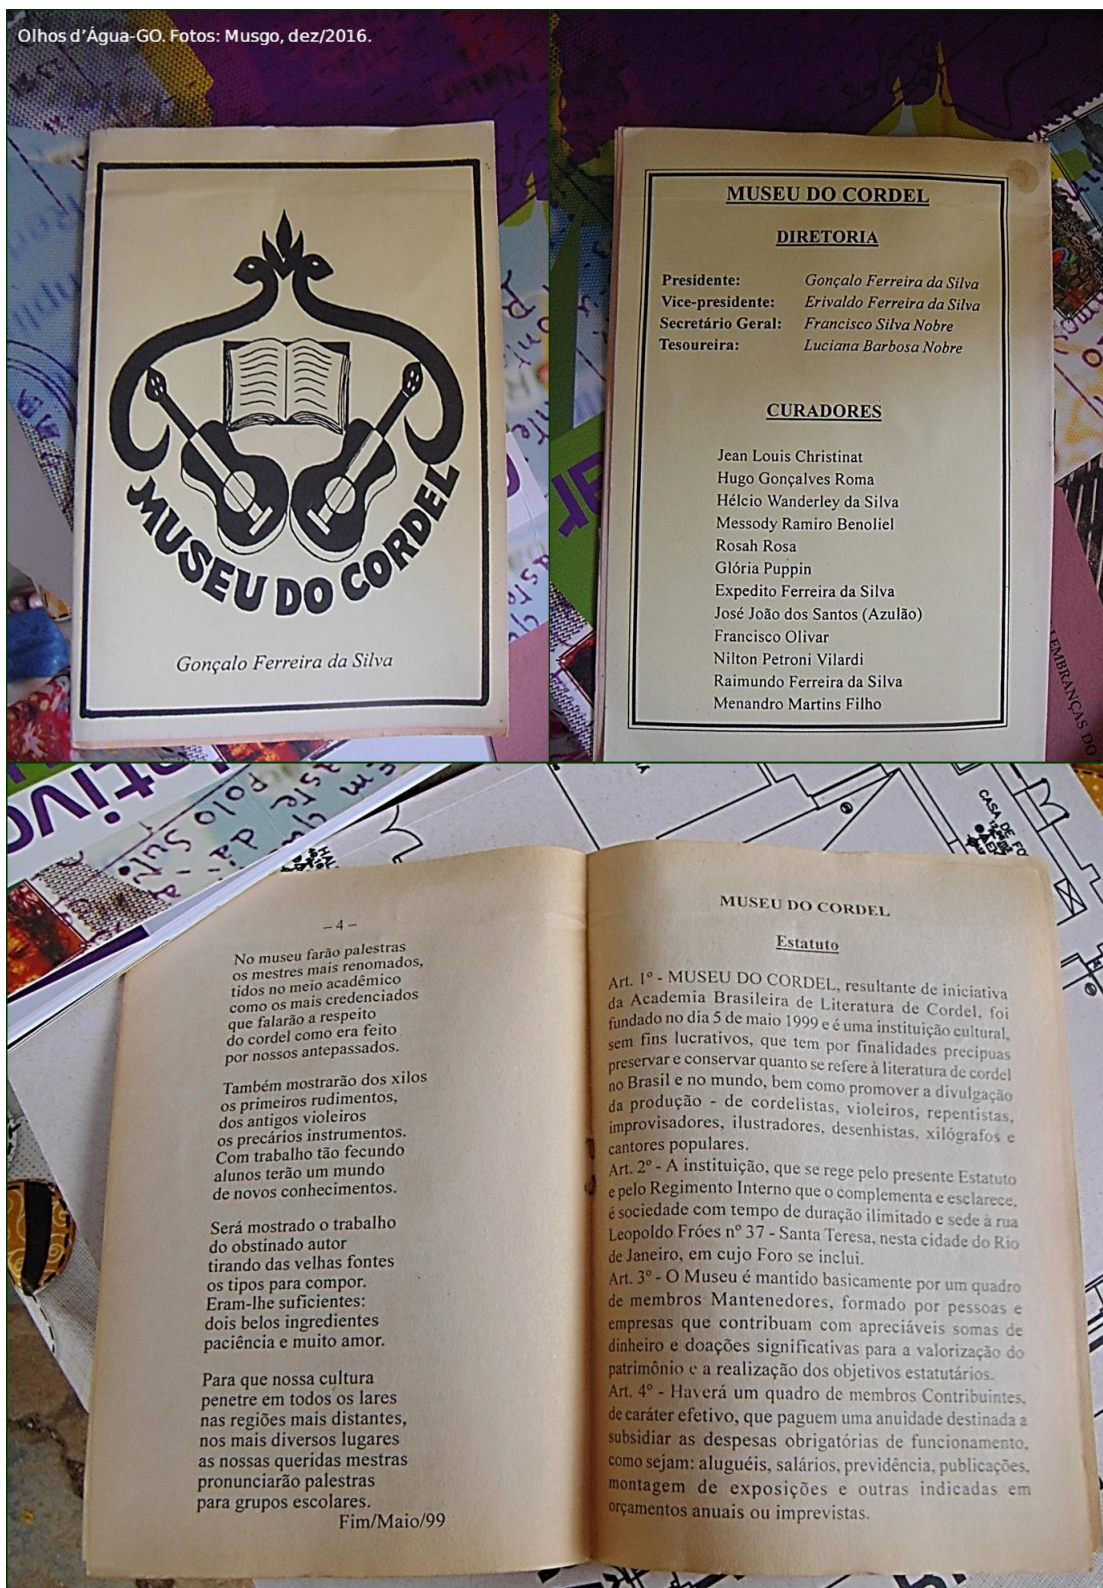 Olhos d'Água-GO. Fotos: Musgo, dez/2016.
MUSEU DO CORDEL
Gonçalo Ferreira da Silva
MUSEU DO CORDEL
DIRETORIA
Presidente: Gonçalo Ferreira da Silva
Vice-presidente: Erivaldo Ferreira da Silva
Secretário Geral: Francisco Silva Nobre
Tesoureira: Luciana Barbosa Nobre
CURADORES
Jean Louis Christinat
Hugo Gonçalves Roma
Hélcio Wanderley da Silva
Messody Ramiro Benoliel
Rosah Rosa
Glória Puppin
Expedito Ferreira da Silva
José João dos Santos (Azulão)
Francisco Olivar
Nilton Petroni Vilardi
Raimundo Ferreira da Silva
Menandro Martins Filho
LEMBRANÇAS DO
– 4 –
No museu farão palestras
os mestres mais renomados,
tidos no meio acadêmico
como os mais credenciados
que falarão a respeito
do cordel como era feito
por nossos antepassados.
Também mostrarão dos xilos
os primeiros rudimentos,
dos antigos violeiros
os precários instrumentos.
Com trabalho tão fecundo
alunos terão um mundo
de novos conhecimentos.
Será mostrado o trabalho
do obstinado autor
tirando das velhas fontes
os tipos para compor.
Eram-lhe suficientes:
dois belos ingredientes
paciência e muito amor.
Para que nossa cultura
penetre em todos os lares
nas regiões mais distantes,
nos mais diversos lugares
as nossas queridas mestras
pronunciarão palestras
para grupos escolares.
Fim/Maio/99
MUSEU DO CORDEL
Estatuto
Art. 1º - MUSEU DO CORDEL, resultante de iniciativa
da Academia Brasileira de Literatura de Cordel, foi
fundado no dia 5 de maio 1999 e é uma instituição cultural,
sem fins lucrativos, que tem por finalidades precípuas
preservar e conservar quanto se refere à literatura de cordel
no Brasil e no mundo, bem como promover a divulgação
da produção - de cordelistas, violeiros, repentistas,
improvisadores, ilustradores, desenhistas, xilógrafos e
cantores populares.
Art. 2º - A instituição, que se rege pelo presente Estatuto
e pelo Regimento Interno que o complementa e esclarece,
é sociedade com tempo de duração ilimitado e sede à rua
Leopoldo Fróes nº 37 - Santa Teresa, nesta cidade do Rio
de Janeiro, em cujo Foro se inclui.
Art. 3º - O Museu é mantido basicamente por um quadro
de membros Mantenedores, formado por pessoas e
empresas que contribuam com apreciáveis somas de
dinheiro e doações significativas para a valorização do
patrimônio e a realização dos objetivos estatutários.
Art. 4º - Haverá um quadro de membros Contribuintes,
de caráter efetivo, que paguem uma anuidade destinada a
subsidiar as despesas obrigatórias de funcionamento,
como sejam: aluguéis, salários, previdência, publicações,
montagem de exposições e outras indicadas em
orçamentos anuais ou imprevistas.
CASA DE